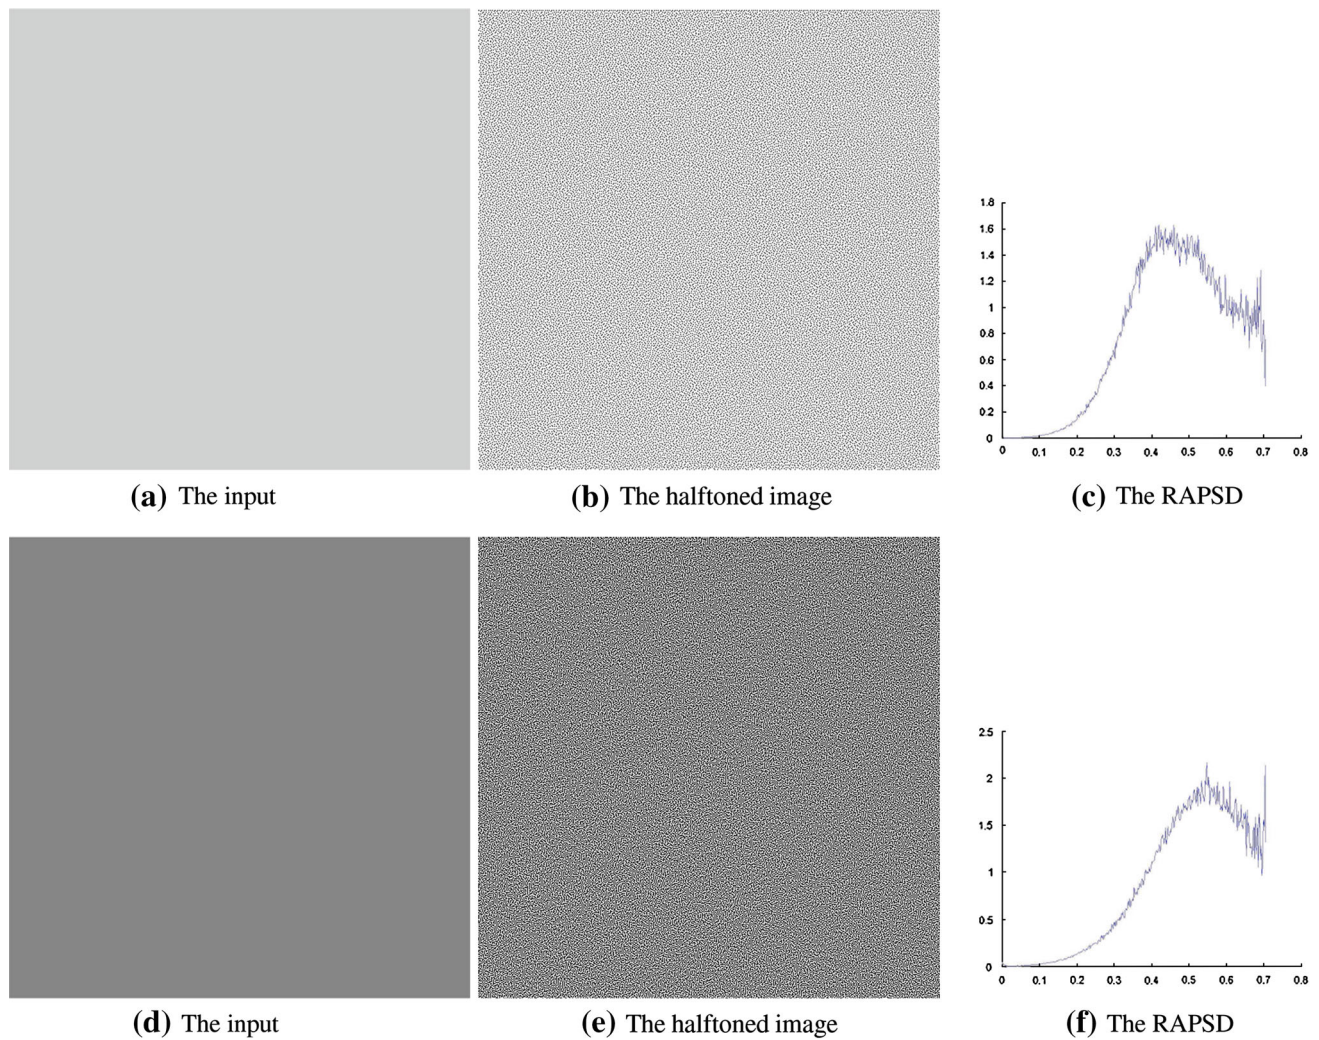 1.8
1.6
1.4
1.2
1
0.8
0.6
0.4
0.2
0
0 0.1 0.2 0.3 0.4 0.5 0.6 0.7 0.8
(a) The input
(b) The halftoned image
(c) The RAPSD
2.5
2
1.5
1
0.5
0
0 0.1 0.2 0.3 0.4 0.5 0.6 0.7 0.8
(d) The input
(e) The halftoned image
(f) The RAPSD